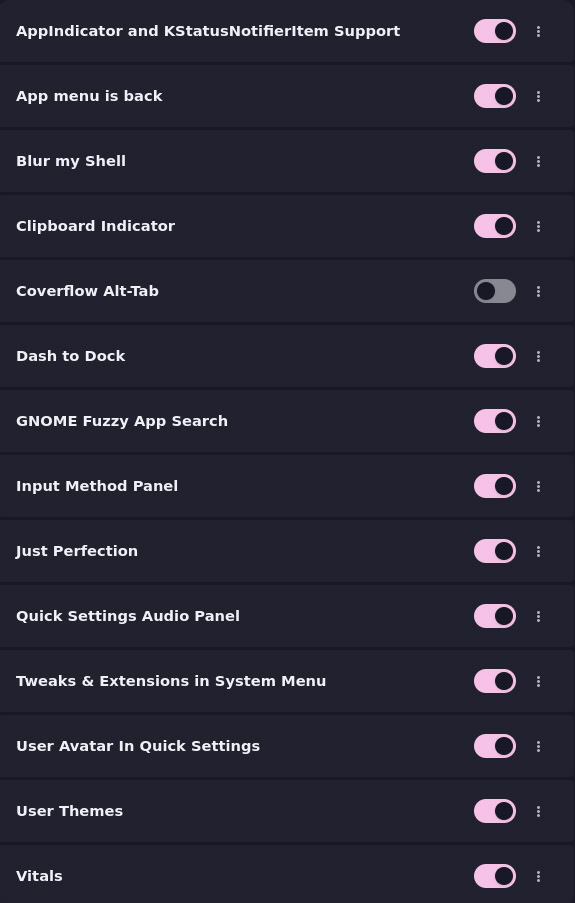 AppIndicator and KStatusNotifierItem Support
App menu is back
Blur my Shell
Clipboard Indicator
Coverflow Alt-Tab
Dash to Dock
GNOME Fuzzy App Search
Input Method Panel
Just Perfection
Quick Settings Audio Panel
Tweaks & Extensions in System Menu
User Avatar In Quick Settings
User Themes
Vitals